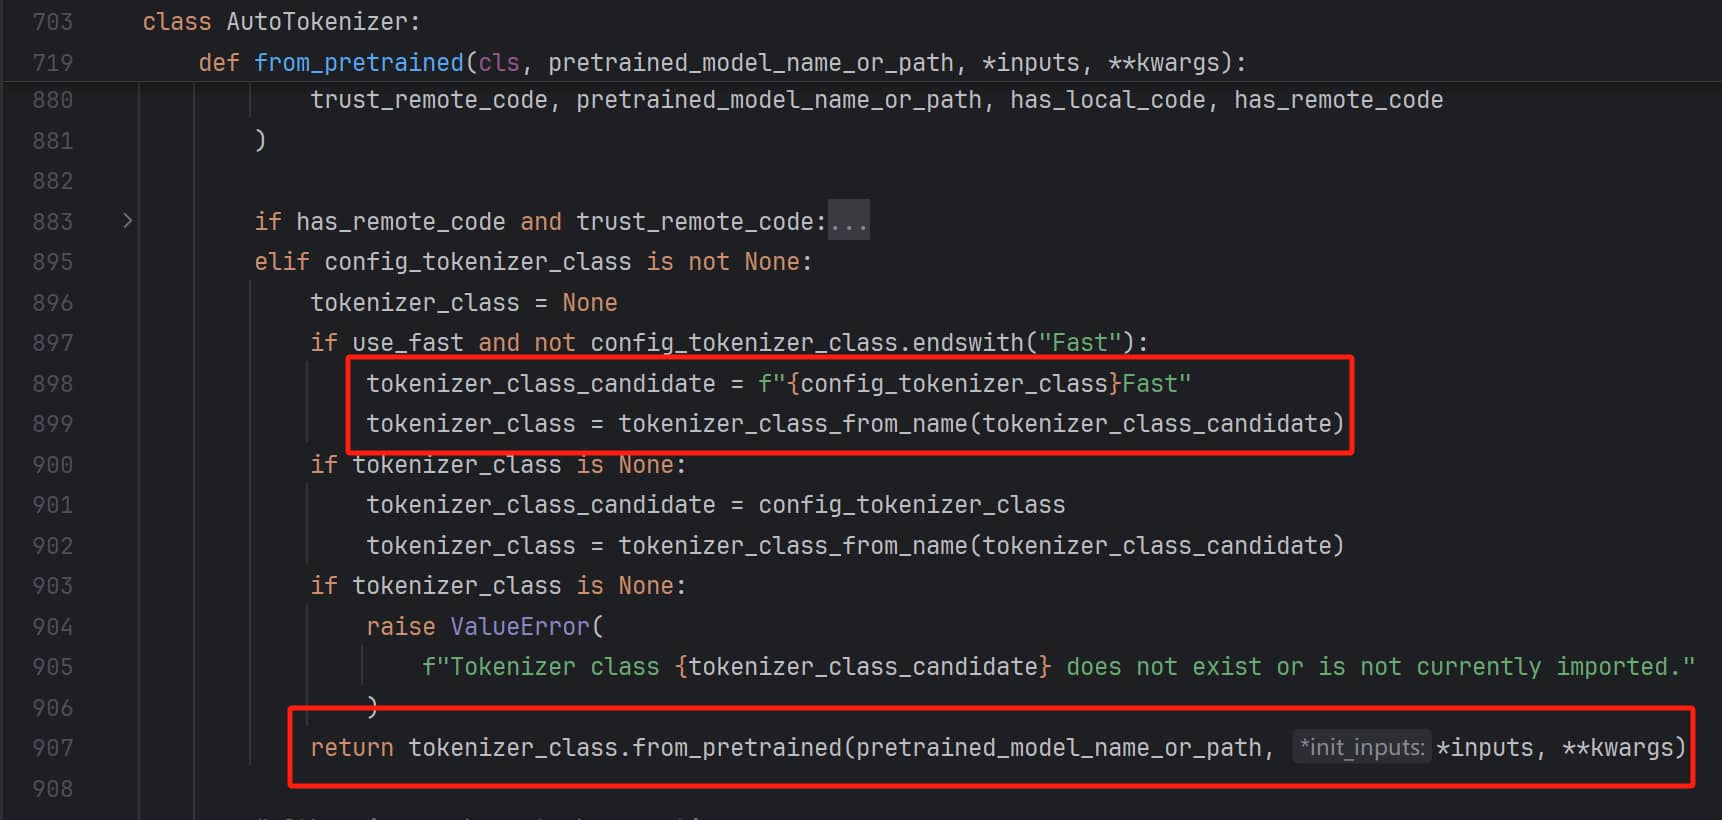 703 class AutoTokenizer:
719 def from_pretrained(cls, pretrained_model_name_or_path, *inputs, **kwargs):
880 trust_remote_code, pretrained_model_name_or_path, has_local_code, has_remote_code
881 )
882
883 if has_remote_code and trust_remote_code:...
895 elif config_tokenizer_class is not None:
896 tokenizer_class = None
897 if use_fast and not config_tokenizer_class.endswith("Fast"):
898 tokenizer_class_candidate = f"{config_tokenizer_class}Fast"
899 tokenizer_class = tokenizer_class_from_name(tokenizer_class_candidate)
900 if tokenizer_class is None:
901 tokenizer_class_candidate = config_tokenizer_class
902 tokenizer_class = tokenizer_class_from_name(tokenizer_class_candidate)
903 if tokenizer_class is None:
904 raise ValueError(
905 f"Tokenizer class {tokenizer_class_candidate} does not exist or is not currently imported."
906 )
907 return tokenizer_class.from_pretrained(pretrained_model_name_or_path, *init_inputs: *inputs, **kwargs)
908